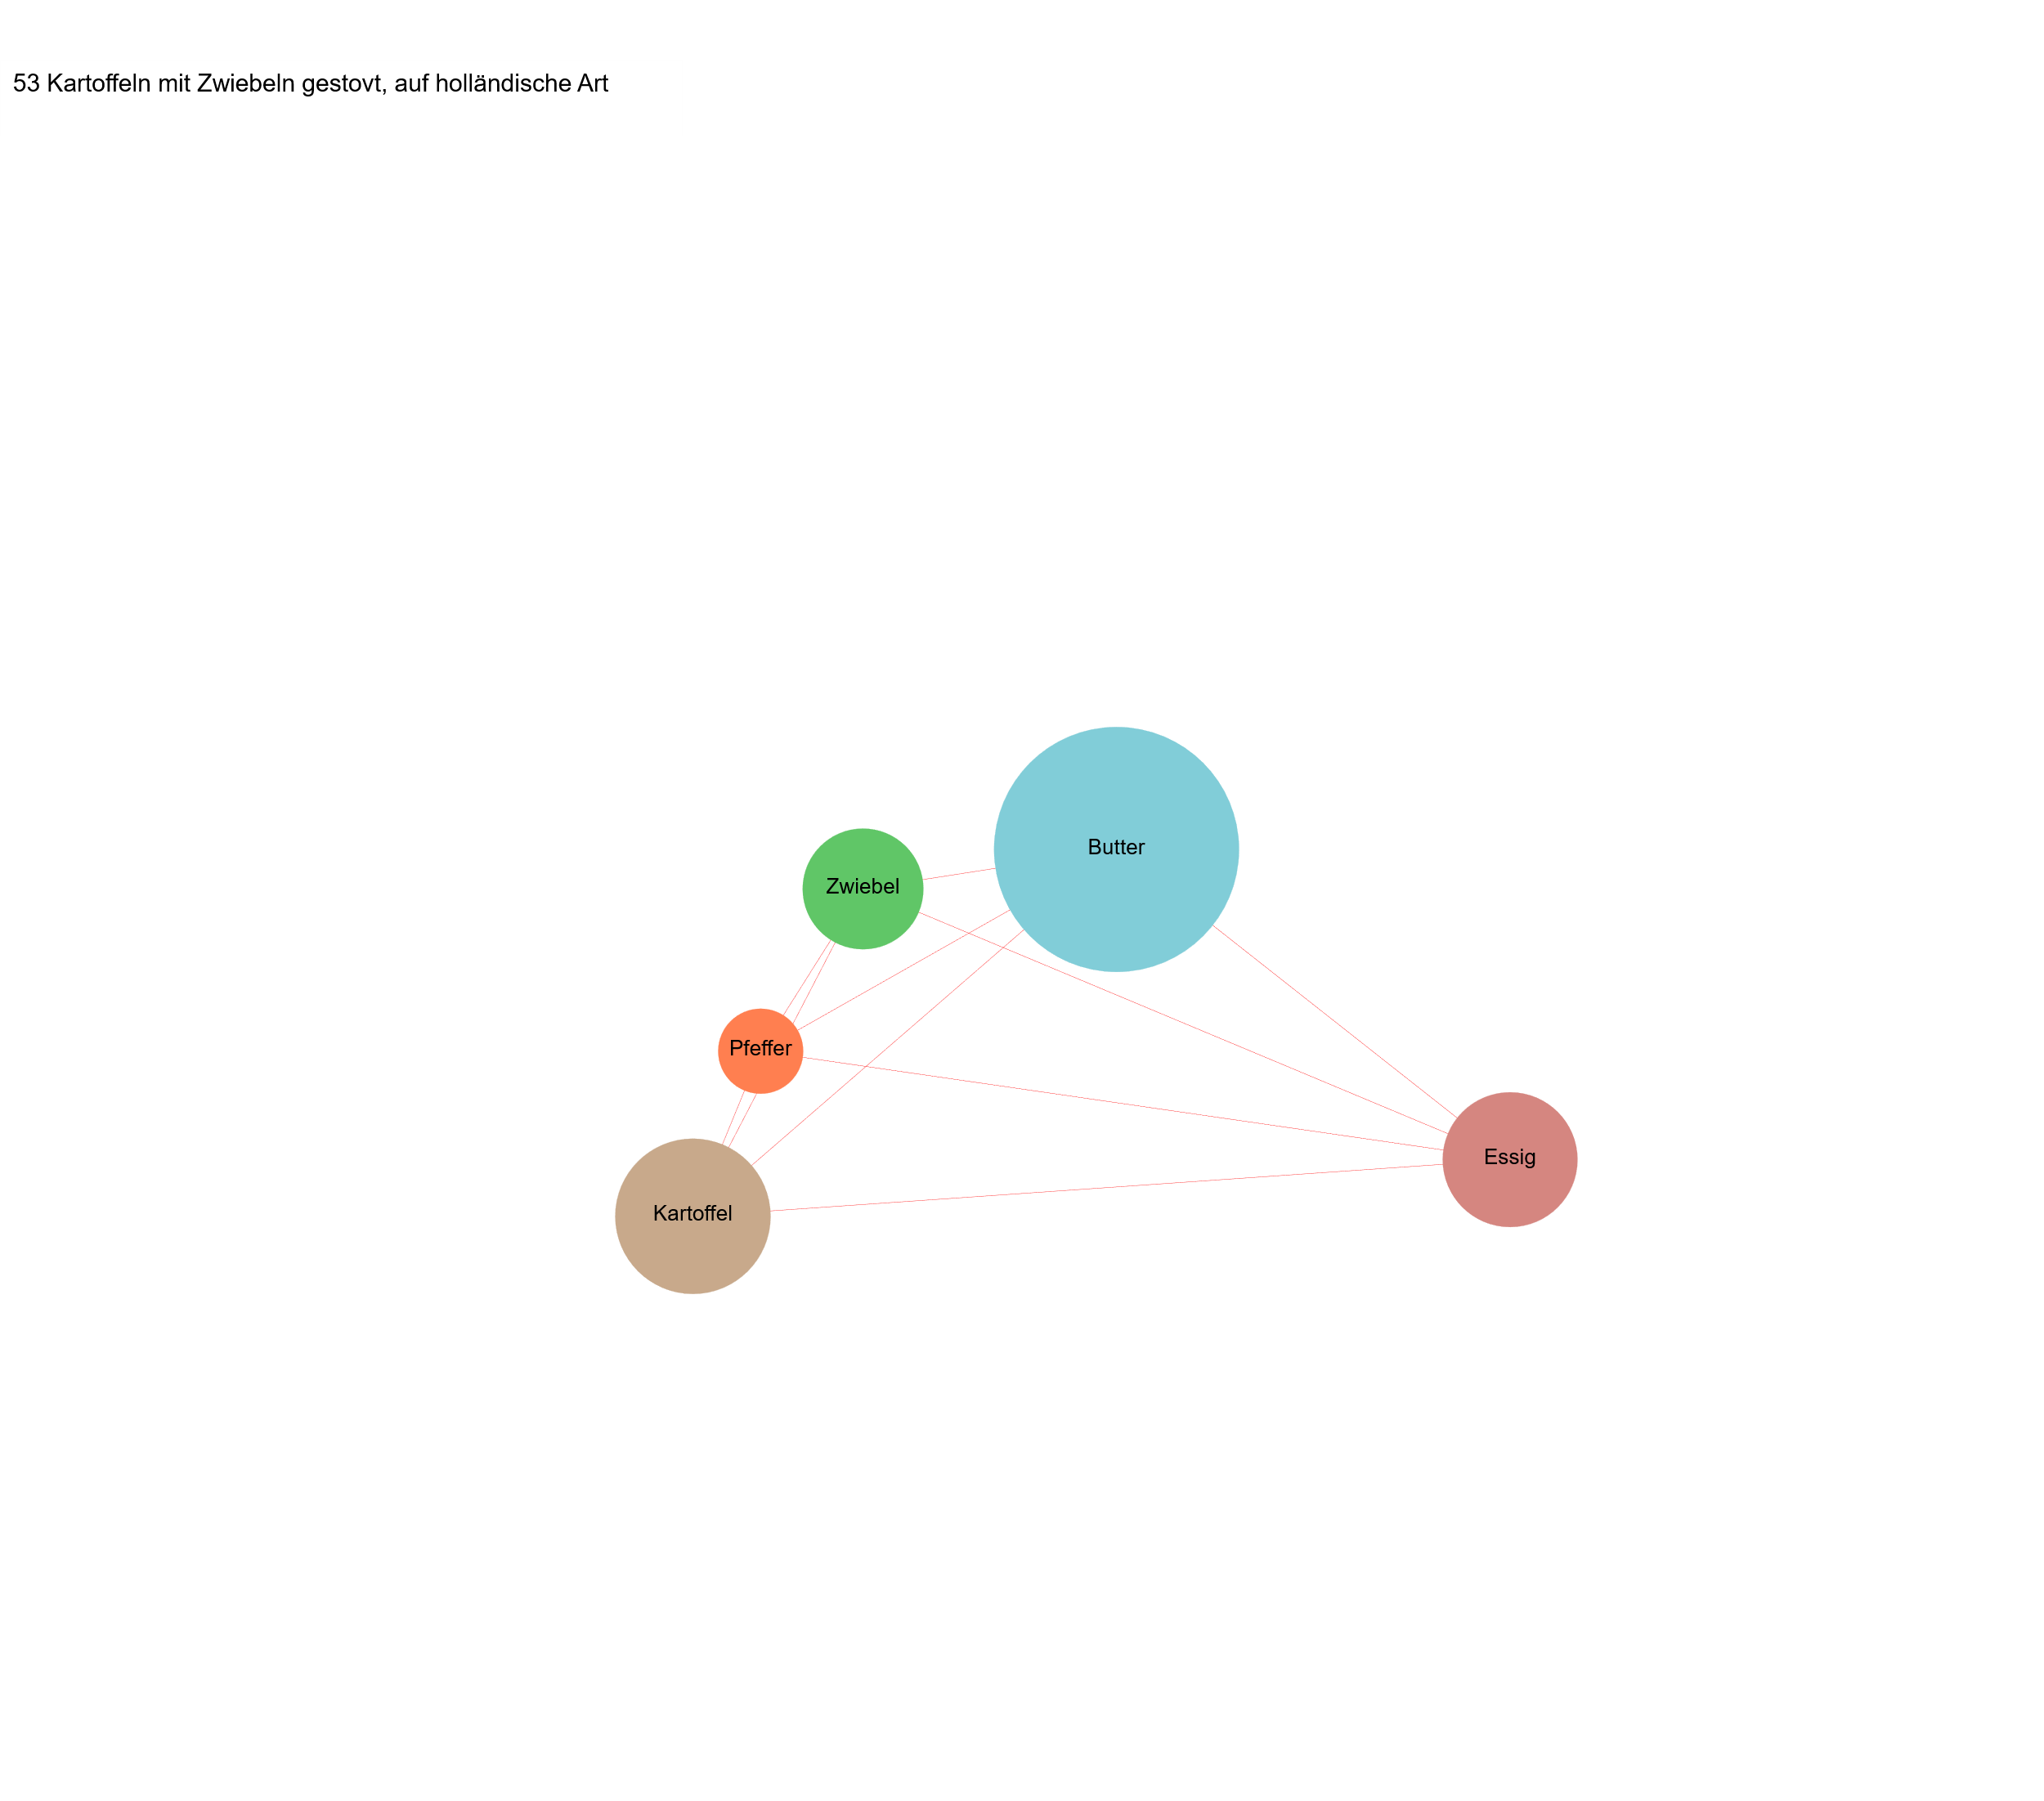 53 Kartoffeln mit Zwiebeln gestovt, auf holländische Art
Butter
Zwiebel
Pfeffer
Essig
Kartoffel